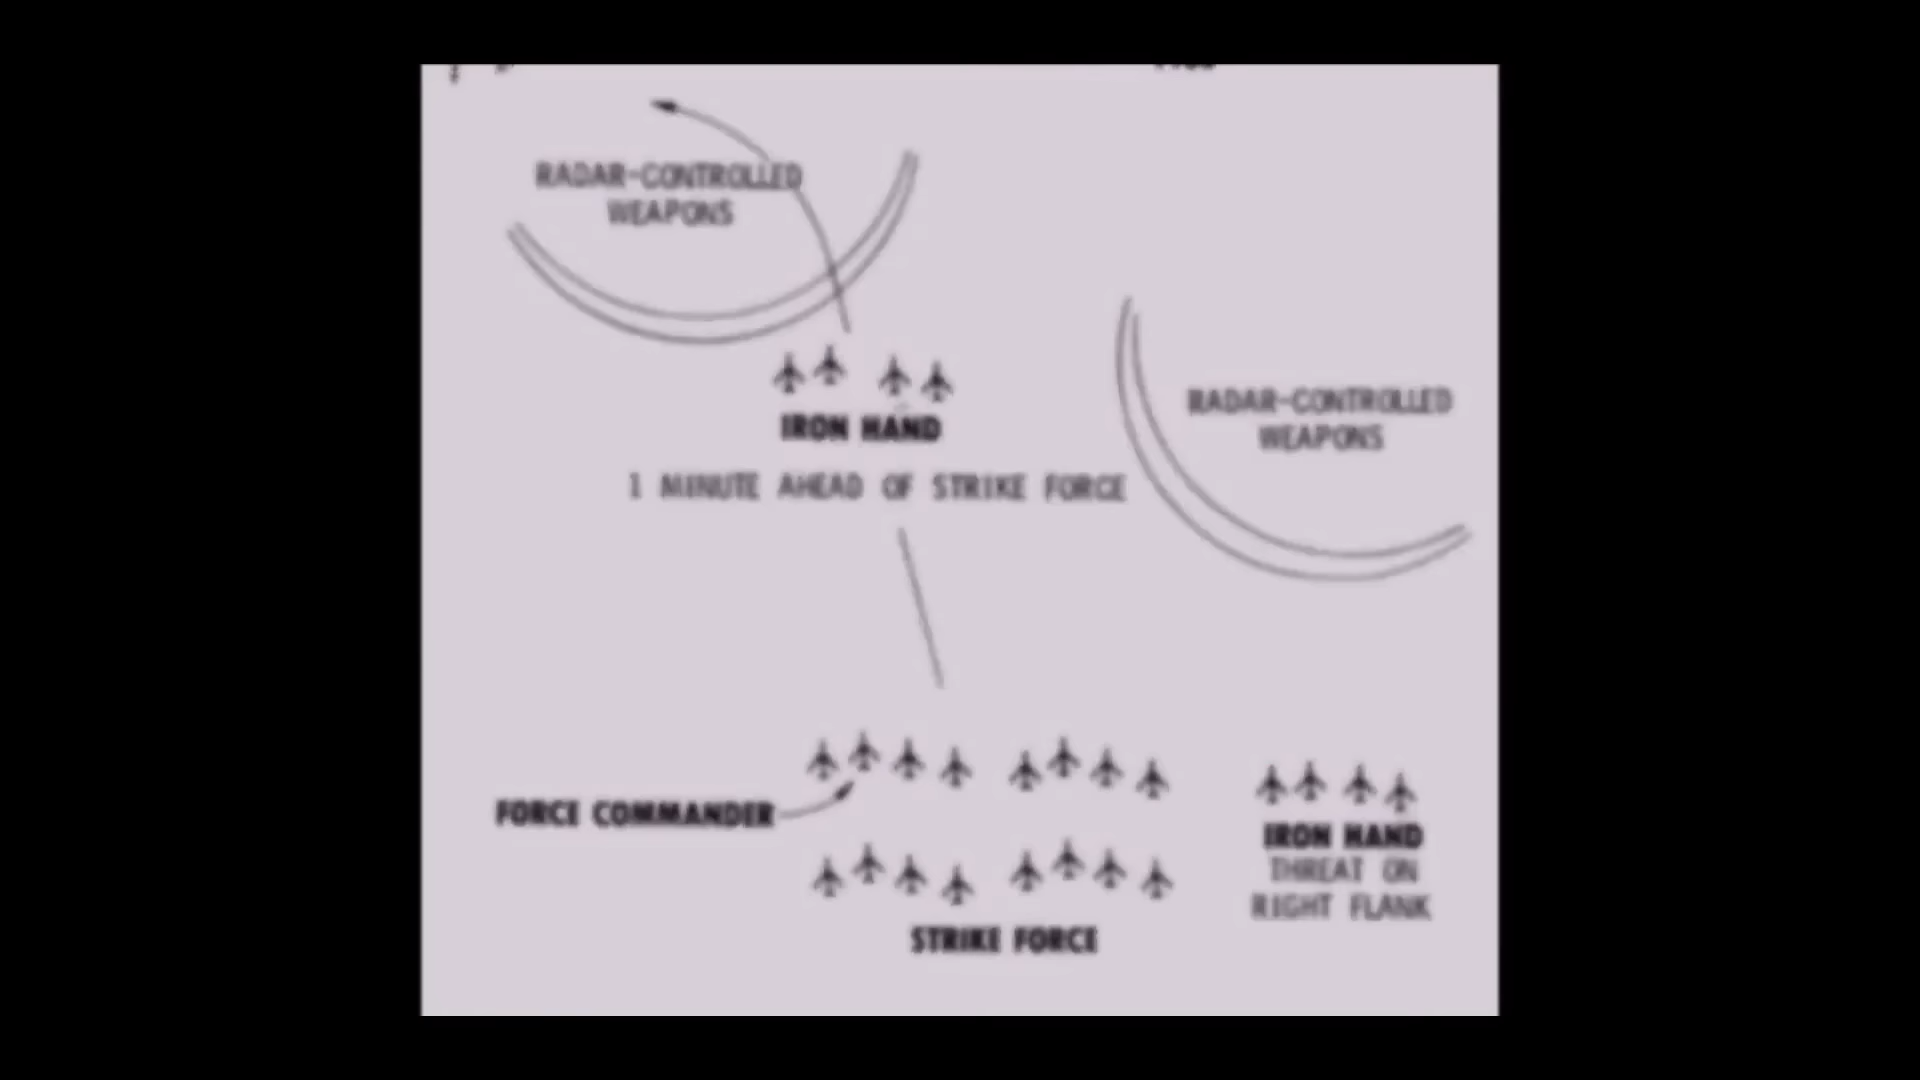 RADAR-CONTROLLED
WEAPONS
IRON HAND
1 MINUTE AHEAD OF STRIKE FORCE
RADAR-CONTROLLED
WEAPONS
FORCE COMMANDER
STRIKE FORCE
IRON HAND
THREAT ON
RIGHT FLANK